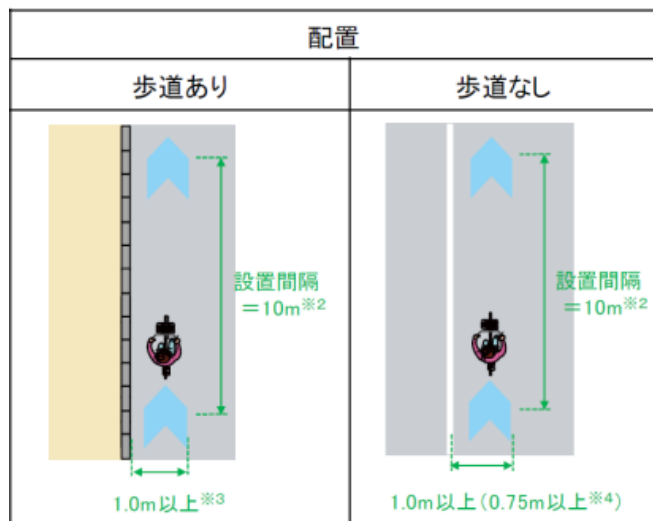 配置
歩道あり
歩道なし
設置間隔
＝10m※2
1.0m以上※3
設置間隔
＝10m※2
1.0m以上（0.75m以上※4）